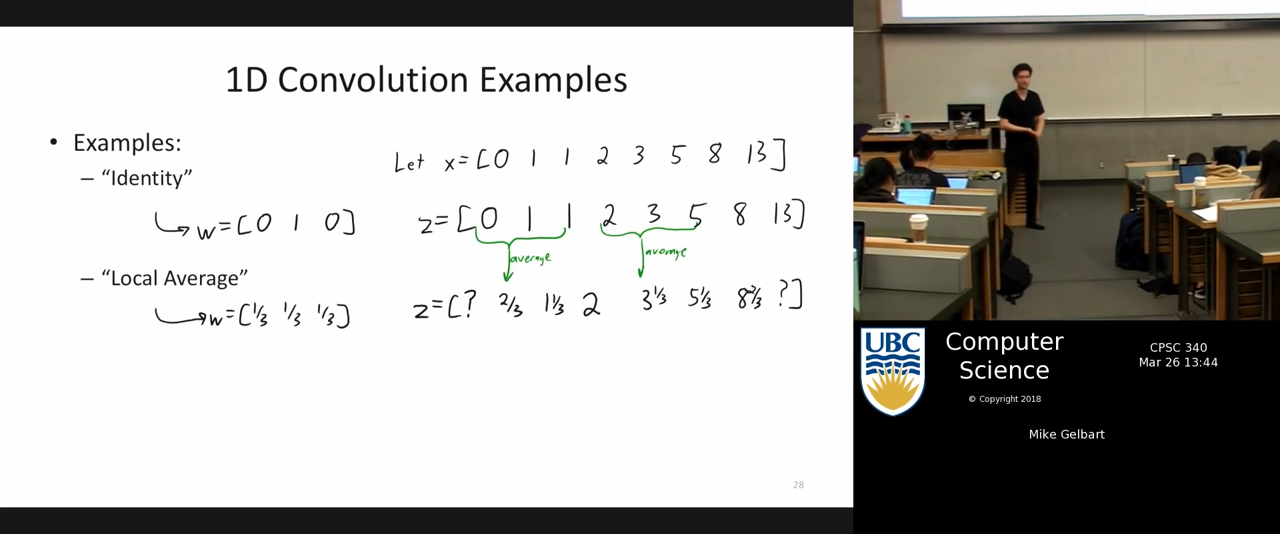 1D Convolution Examples
• Examples:
– “Identity”
w=[0 1 0]
– “Local Average”
w=[1/3 1/3 1/3]
Let x=[0 1 1 2 3 5 8 13]
z=[0 1 1 2 3 5 8 13]
average average
z=[? 2/3 1 1/3 2 3 1/3 5 1/3 8 2/3 ?]
28
UBC
Computer
Science
© Copyright 2018
CPSC 340
Mar 26 13:44
Mike Gelbart